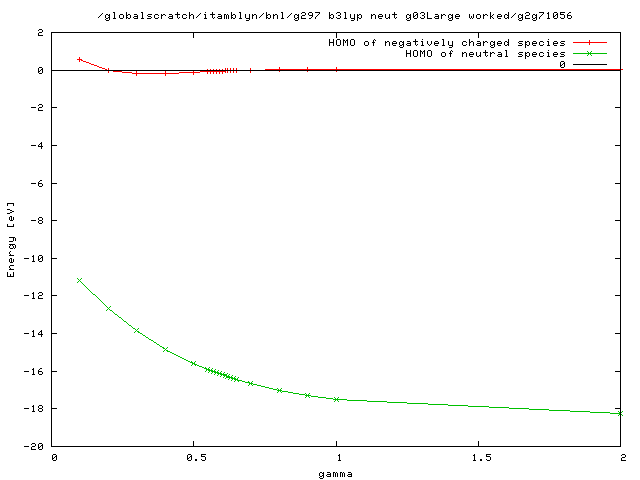 /globalscratch/itamblyn/bnl/g297 b3lyp neut g03Large worked/g2g71056
HOMO of negatively charged species
HOMO of neutral species
0
2
0
-2
-4
-6
-8
-10
-12
-14
-16
-18
-20
Energy [eV]
0 0.5 1 1.5 2
gamma